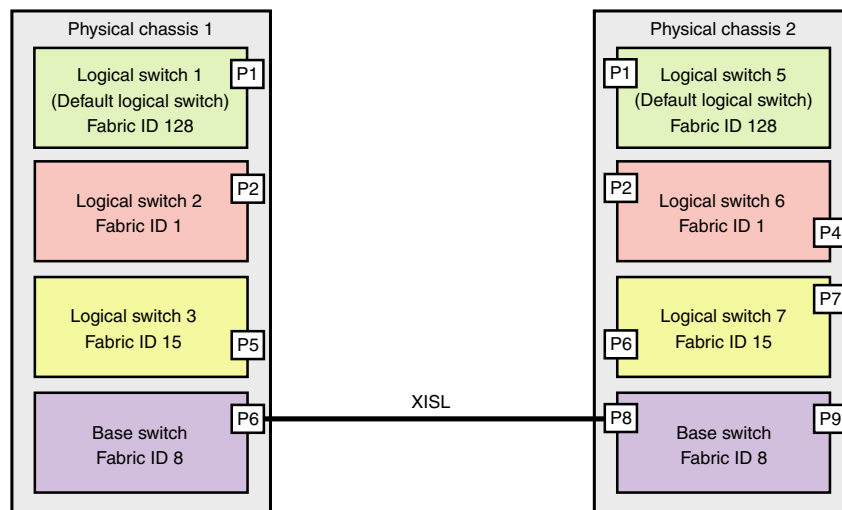 Physical chassis 1
Logical switch 1
(Default logical switch)
Fabric ID 128
P1
Logical switch 2
Fabric ID 1
P2
Logical switch 3
Fabric ID 15
P5
Base switch
Fabric ID 8
P6
XISL
Physical chassis 2
P1
Logical switch 5
(Default logical switch)
Fabric ID 128
P2
Logical switch 6
Fabric ID 1
P4
Logical switch 7
Fabric ID 15
P7
P6
P8
Base switch
Fabric ID 8
P9